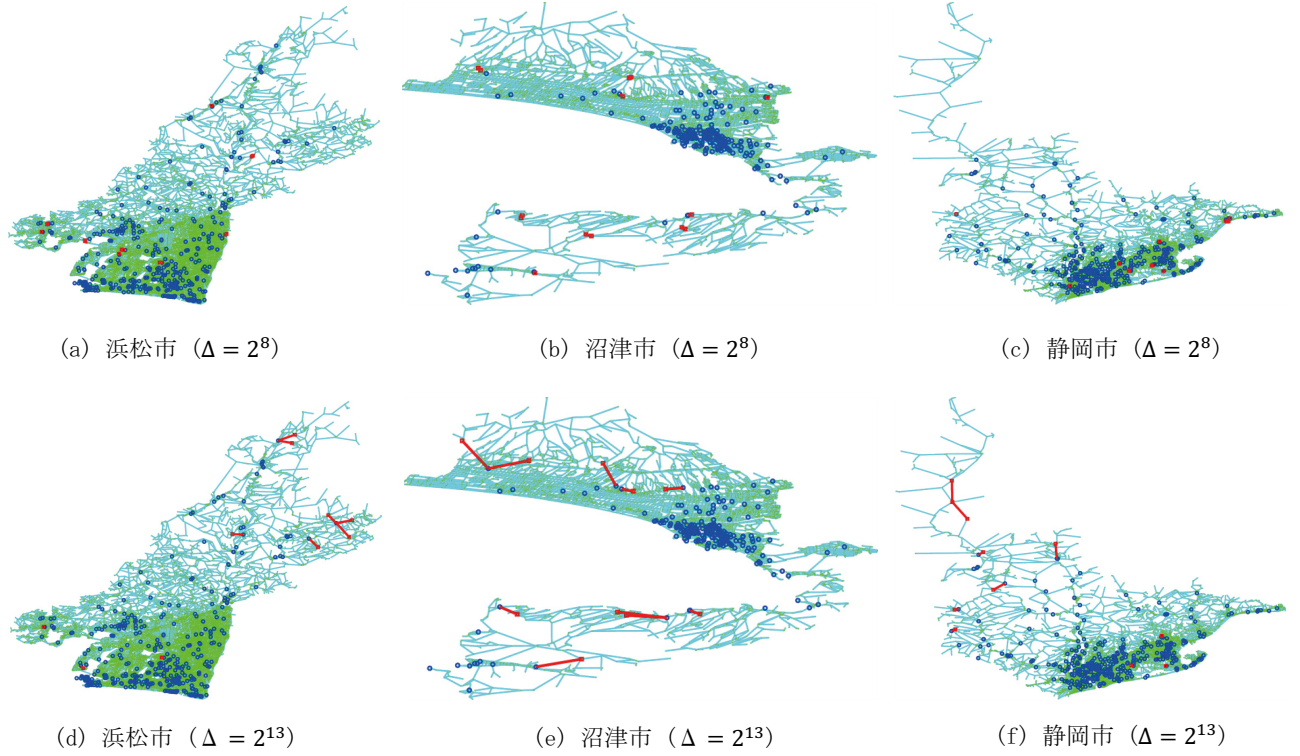 (a) 浜松市 (Δ = 2⁸)
(b) 沼津市 (Δ = 2⁸)
(c) 静岡市 (Δ = 2⁸)
(d) 浜松市 (Δ = 2¹³)
(e) 沼津市 (Δ = 2¹³)
(f) 静岡市 (Δ = 2¹³)